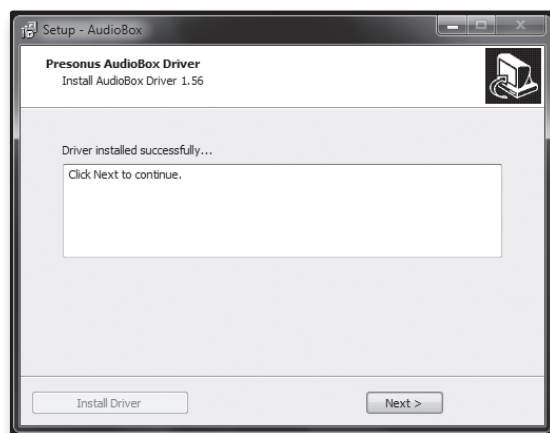 Setup - AudioBox
Presonus AudioBox Driver
Install AudioBox Driver 1.56
Driver installed successfully...
Click Next to continue.
Install Driver
Next >